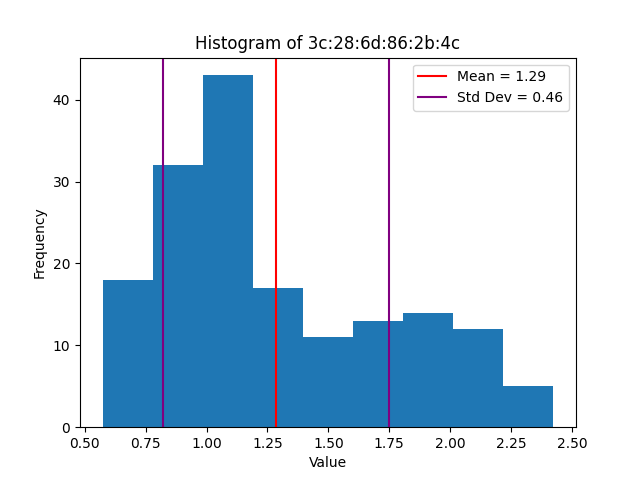 Histogram of 3c:28:6d:86:2b:4c
Mean = 1.29
Std Dev = 0.46
40
30
20
10
0
Frequency
0.50 0.75 1.00 1.25 1.50 1.75 2.00 2.25 2.50
Value